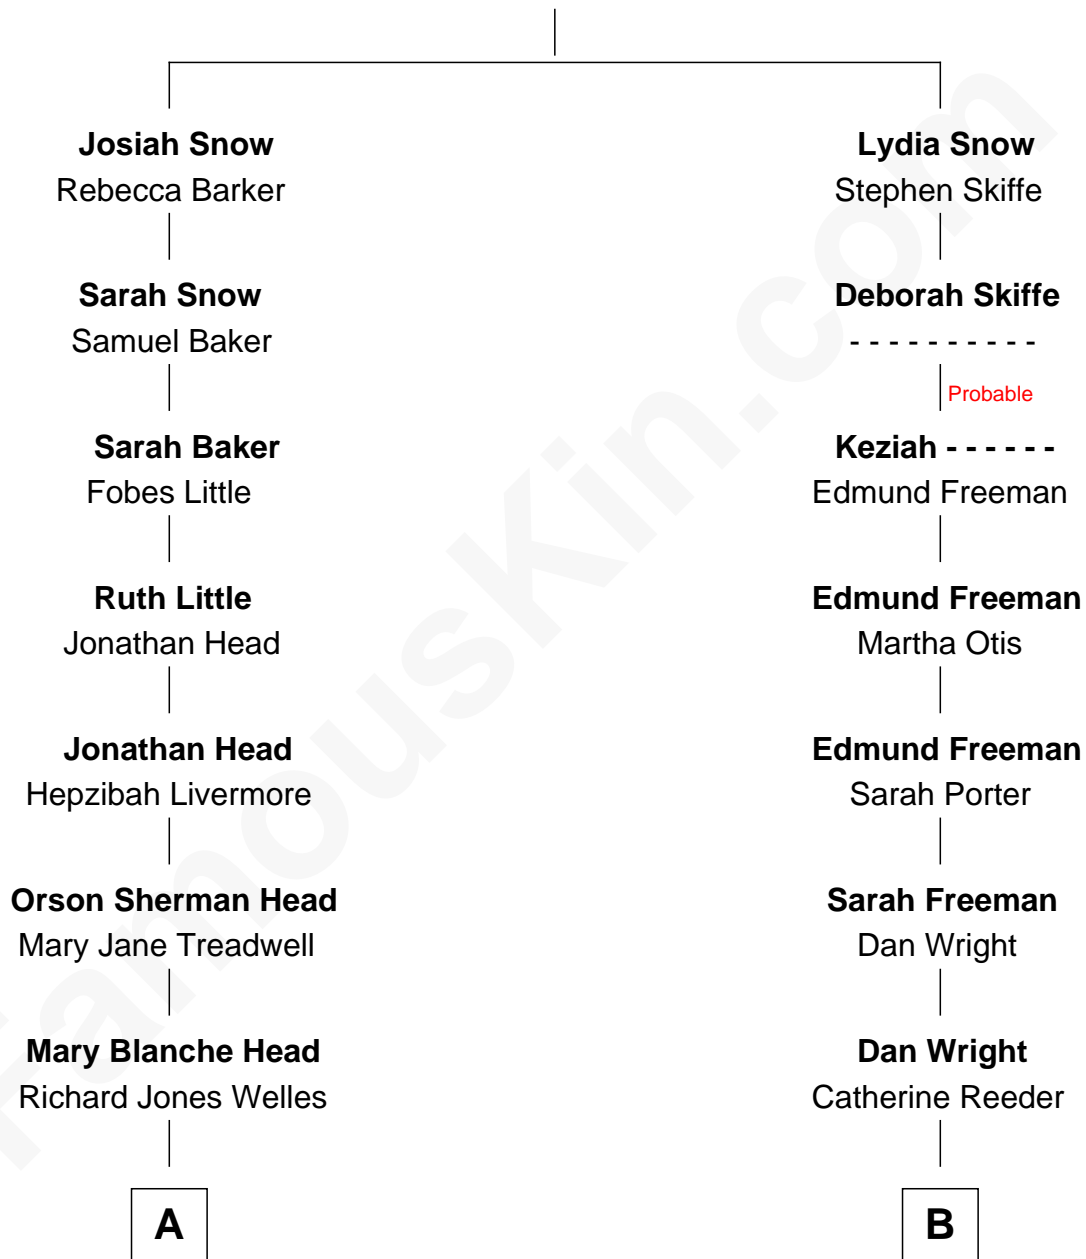 Josiah Snow
Rebecca Barker
Lydia Snow
Stephen Skiffe
Sarah Snow
Samuel Baker
Deborah Skiffe
- - - - - - - - - -
Probable
Sarah Baker
Fobes Little
Keziah - - - - - -
Edmund Freeman
Ruth Little
Jonathan Head
Edmund Freeman
Martha Otis
Jonathan Head
Hepzibah Livermore
Edmund Freeman
Sarah Porter
Orson Sherman Head
Mary Jane Treadwell
Sarah Freeman
Dan Wright
Mary Blanche Head
Richard Jones Welles
Dan Wright
Catherine Reeder
A
B
FamousKin.com